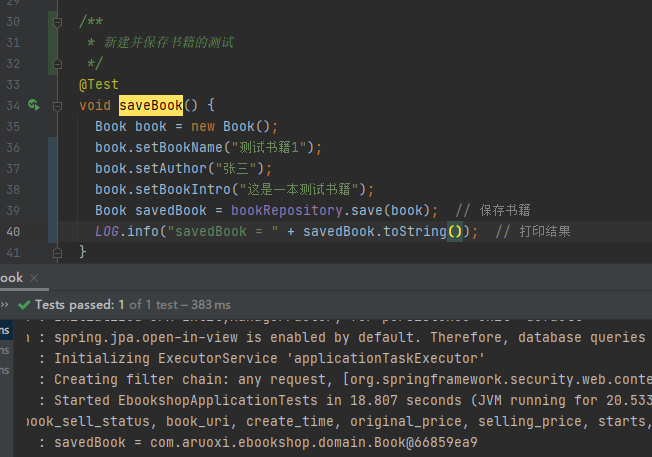 30 /**
31 * 新建并保存书籍的测试
32 */
33 @Test
34 void saveBook() {
35 Book book = new Book();
36 book.setBookName("测试书籍1");
37 book.setAuthor("张三");
38 book.setBookIntro("这是一本测试书籍");
39 Book savedBook = bookRepository.save(book); // 保存书籍
40 LOG.info("savedBook = " + savedBook.toString()); // 打印结果
41 }
ook ×
» Tests passed: 1 of 1 test – 383 ms
ms : spring.jpa.open-in-view is enabled by default. Therefore, database queries
ms : Initializing ExecutorService 'applicationTaskExecutor'
ms : Creating filter chain: any request, [org.springframework.security.web.conte
: Started EbookshopApplicationTests in 18.807 seconds (JVM running for 20.533
book_sell_status, book_uri, create_time, original_price, selling_price, starts,
: savedBook = com.aruoxi.ebookshop.domain.Book@66859ea9